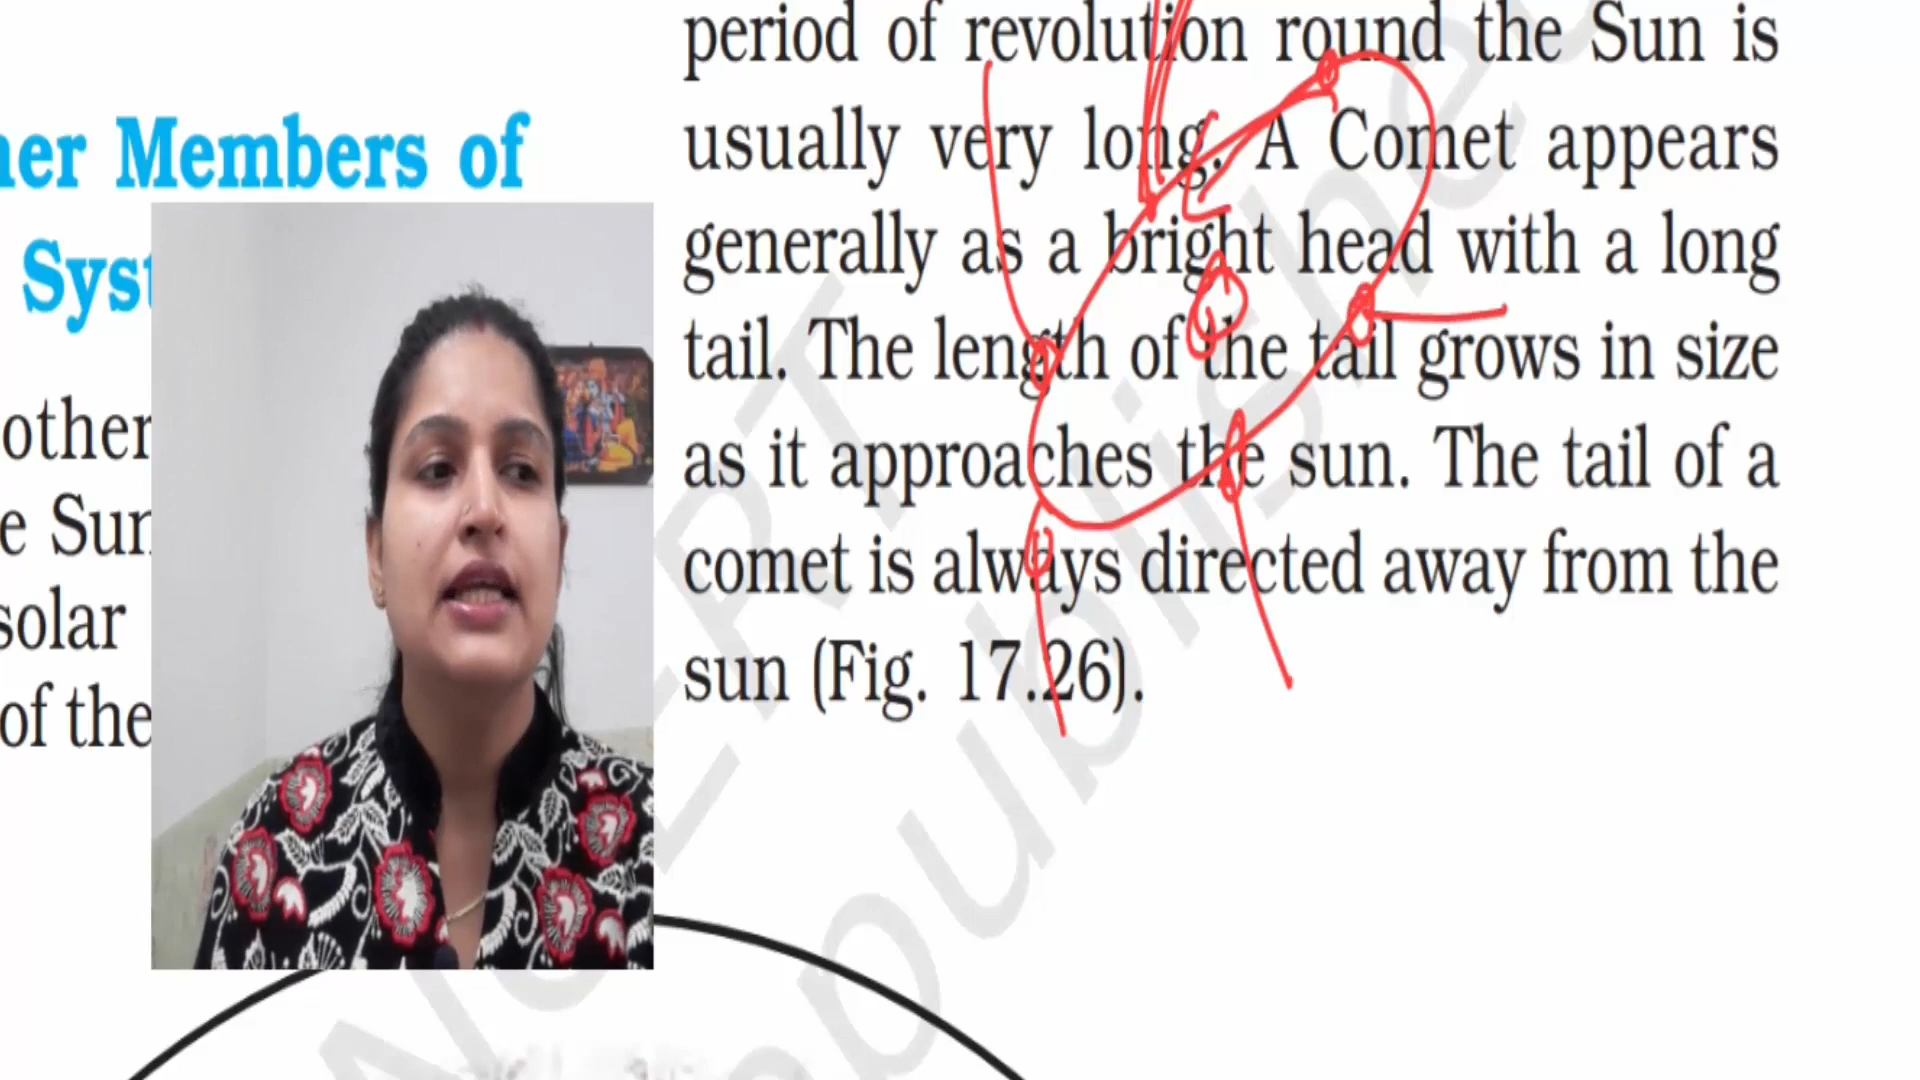 ner Members of
Syst
other
e Sun
solar
of the
period of revolution round the Sun is
usually very long. A Comet appears
generally as a bright head with a long
tail. The length of the tail grows in size
as it approaches the sun. The tail of a
comet is always directed away from the
sun (Fig. 17.26).